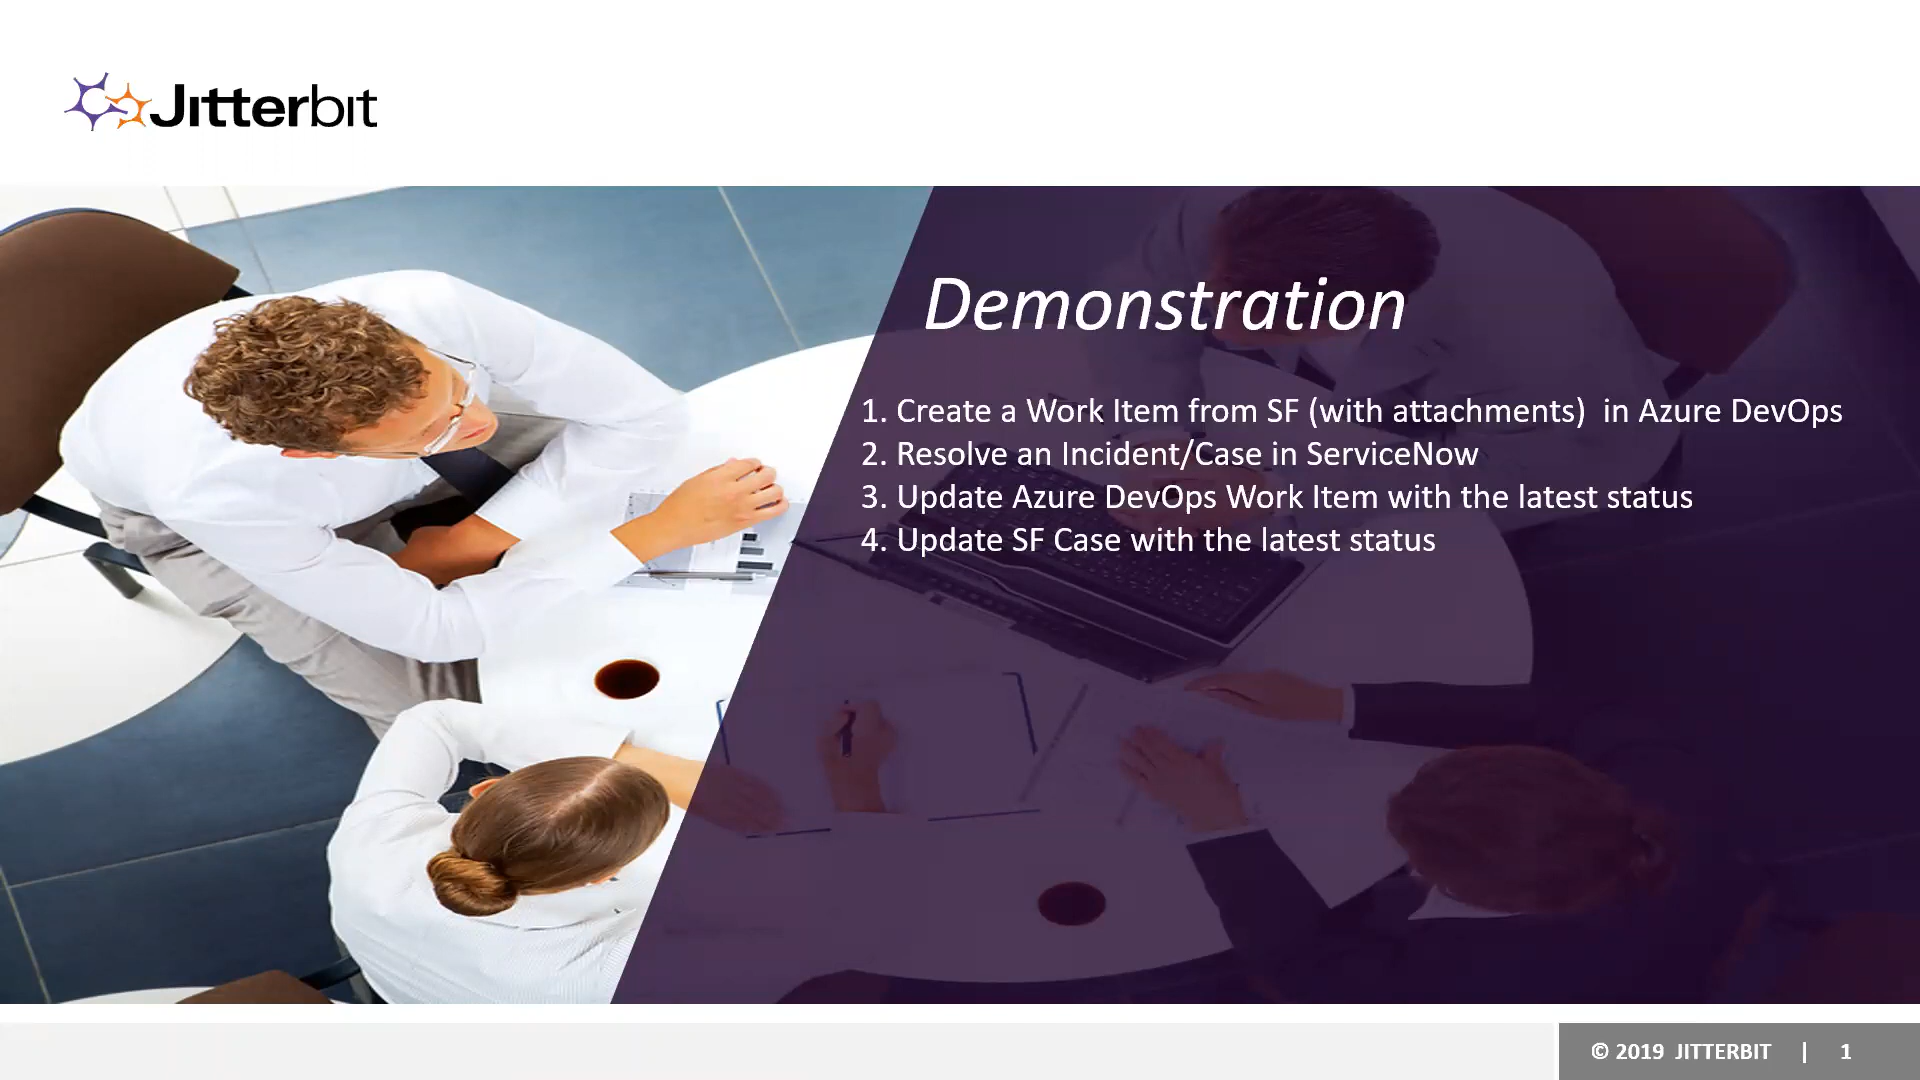 Jitterbit
Demonstration
1. Create a Work Item from SF (with attachments)  in Azure DevOps
2. Resolve an Incident/Case in ServiceNow
3. Update Azure DevOps Work Item with the latest status
4. Update SF Case with the latest status
© 2019 JITTERBIT | 1